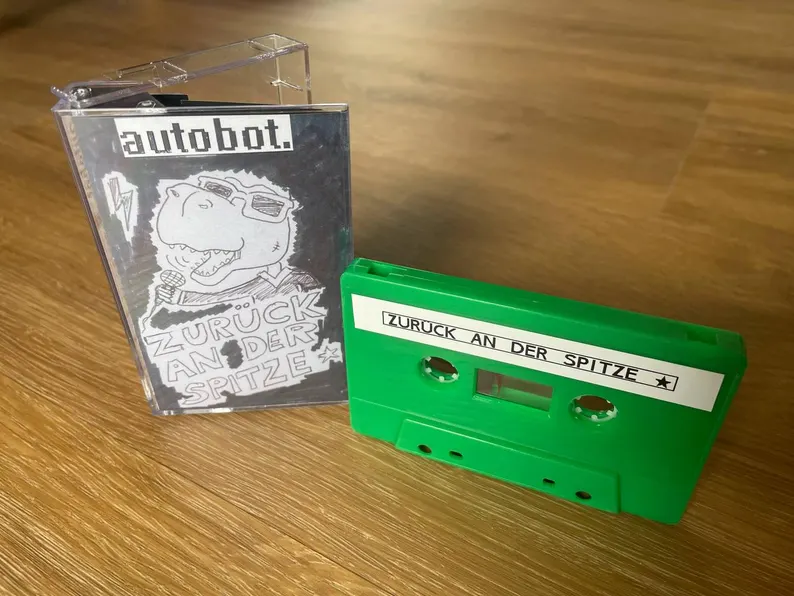 autobot.
ZURÜCK
AN DER
SPITZE
ZURÜCK AN DER SPITZE ★